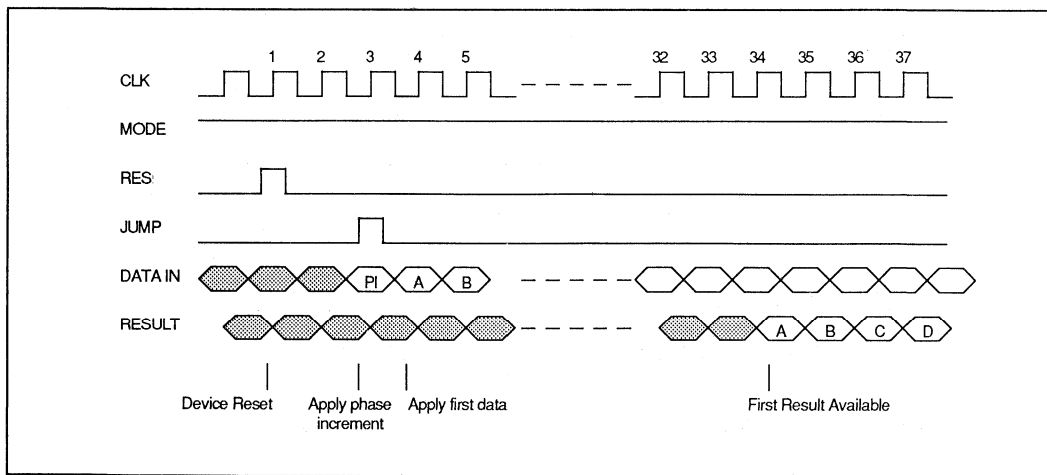 1 2 3 4 5 32 33 34 35 36 37
CLK
MODE
RES
JUMP
DATA IN PI A B
RESULT A B C D
Device Reset Apply phase increment Apply first data First Result Available